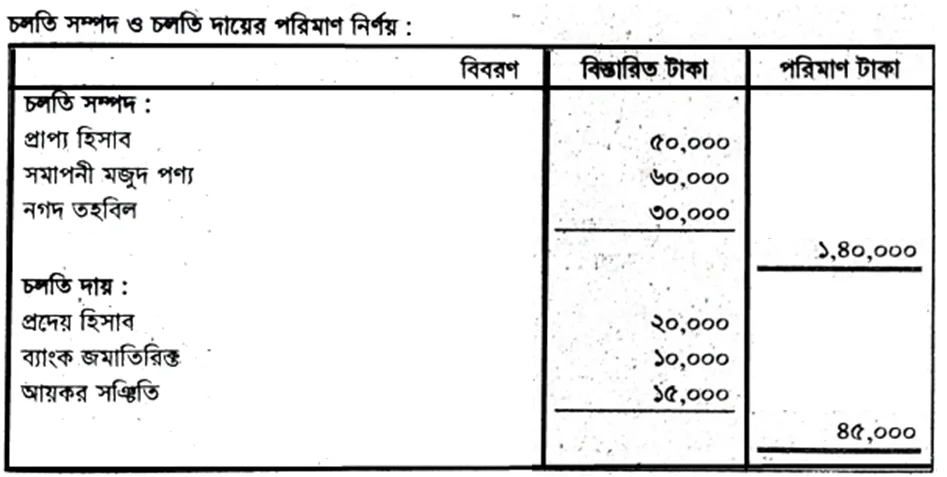 চলতি সম্পদ ও চলতি দায়ের পরিমাণ নির্ণয় :
বিবরণ বিস্তারিত টাকা পরিমাণ টাকা
চলতি সম্পদ :
প্রাপ্য হিসাব ৫০,০০০
সমাপনী মজুদ পণ্য ৬০,০০০
নগদ তহবিল ৩০,০০০
১,৪০,০০০
চলতি দায় :
প্রদেয় হিসাব ২০,০০০
ব্যাংক জমাতিরিক্ত ১০,০০০
আয়কর সঞ্চিতি ১৫,০০০
৪৫,০০০